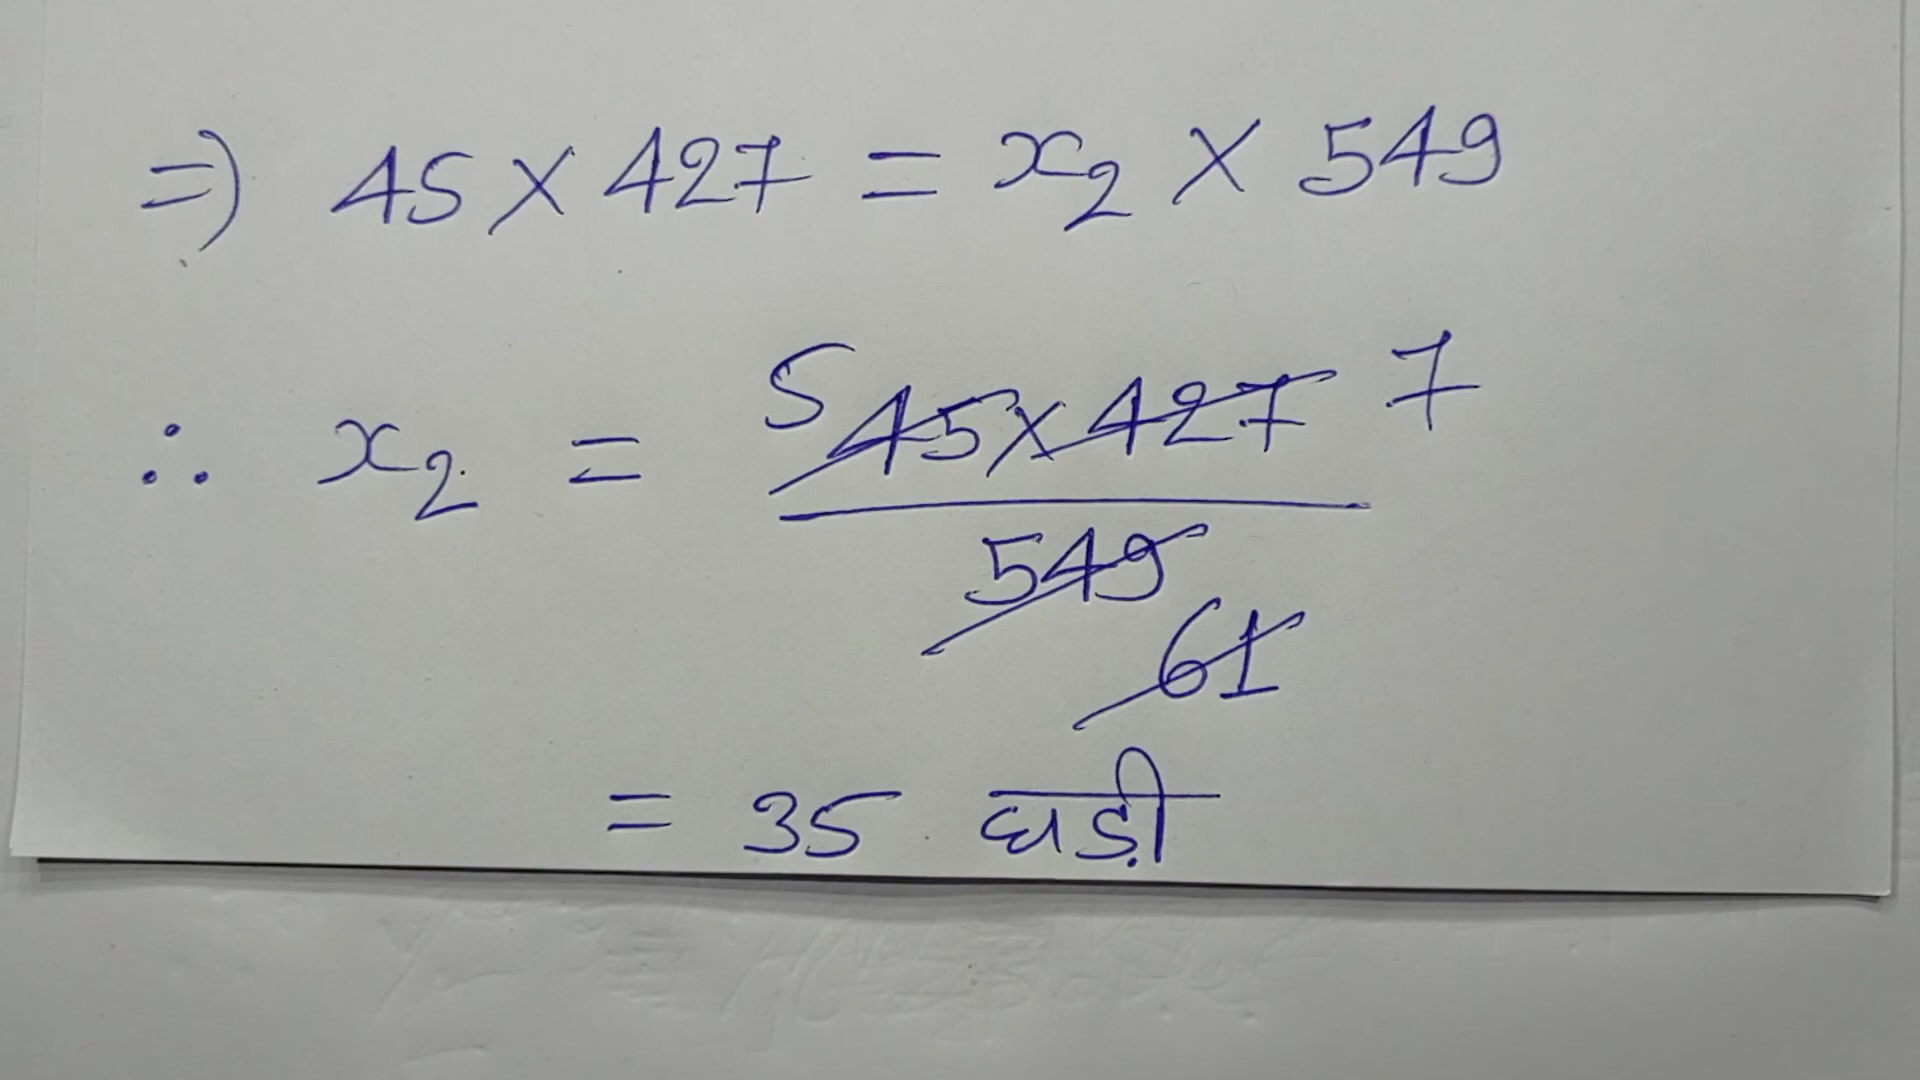 =) 45 × 427 = x₂ × 549
∴ x₂ = 5 45 × 427 7
549
61
= 35 घड़ी